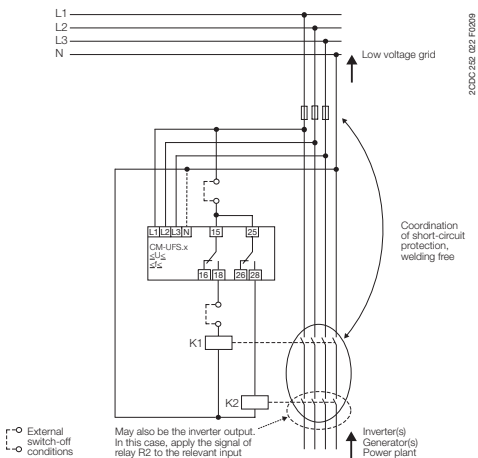 L1
L2
L3
N
Low voltage grid
2CDC 252 022 F0209
L1 L2 L3 N 15 25
CM-UFS.x
≤U≤
≤f≤
16 18 26 28
Coordination
of short-circuit
protection,
welding free
K1
K2
External
switch-off
conditions
May also be the inverter output.
In this case, apply the signal of
relay R2 to the relevant input
Inverter(s)
Generator(s)
Power plant